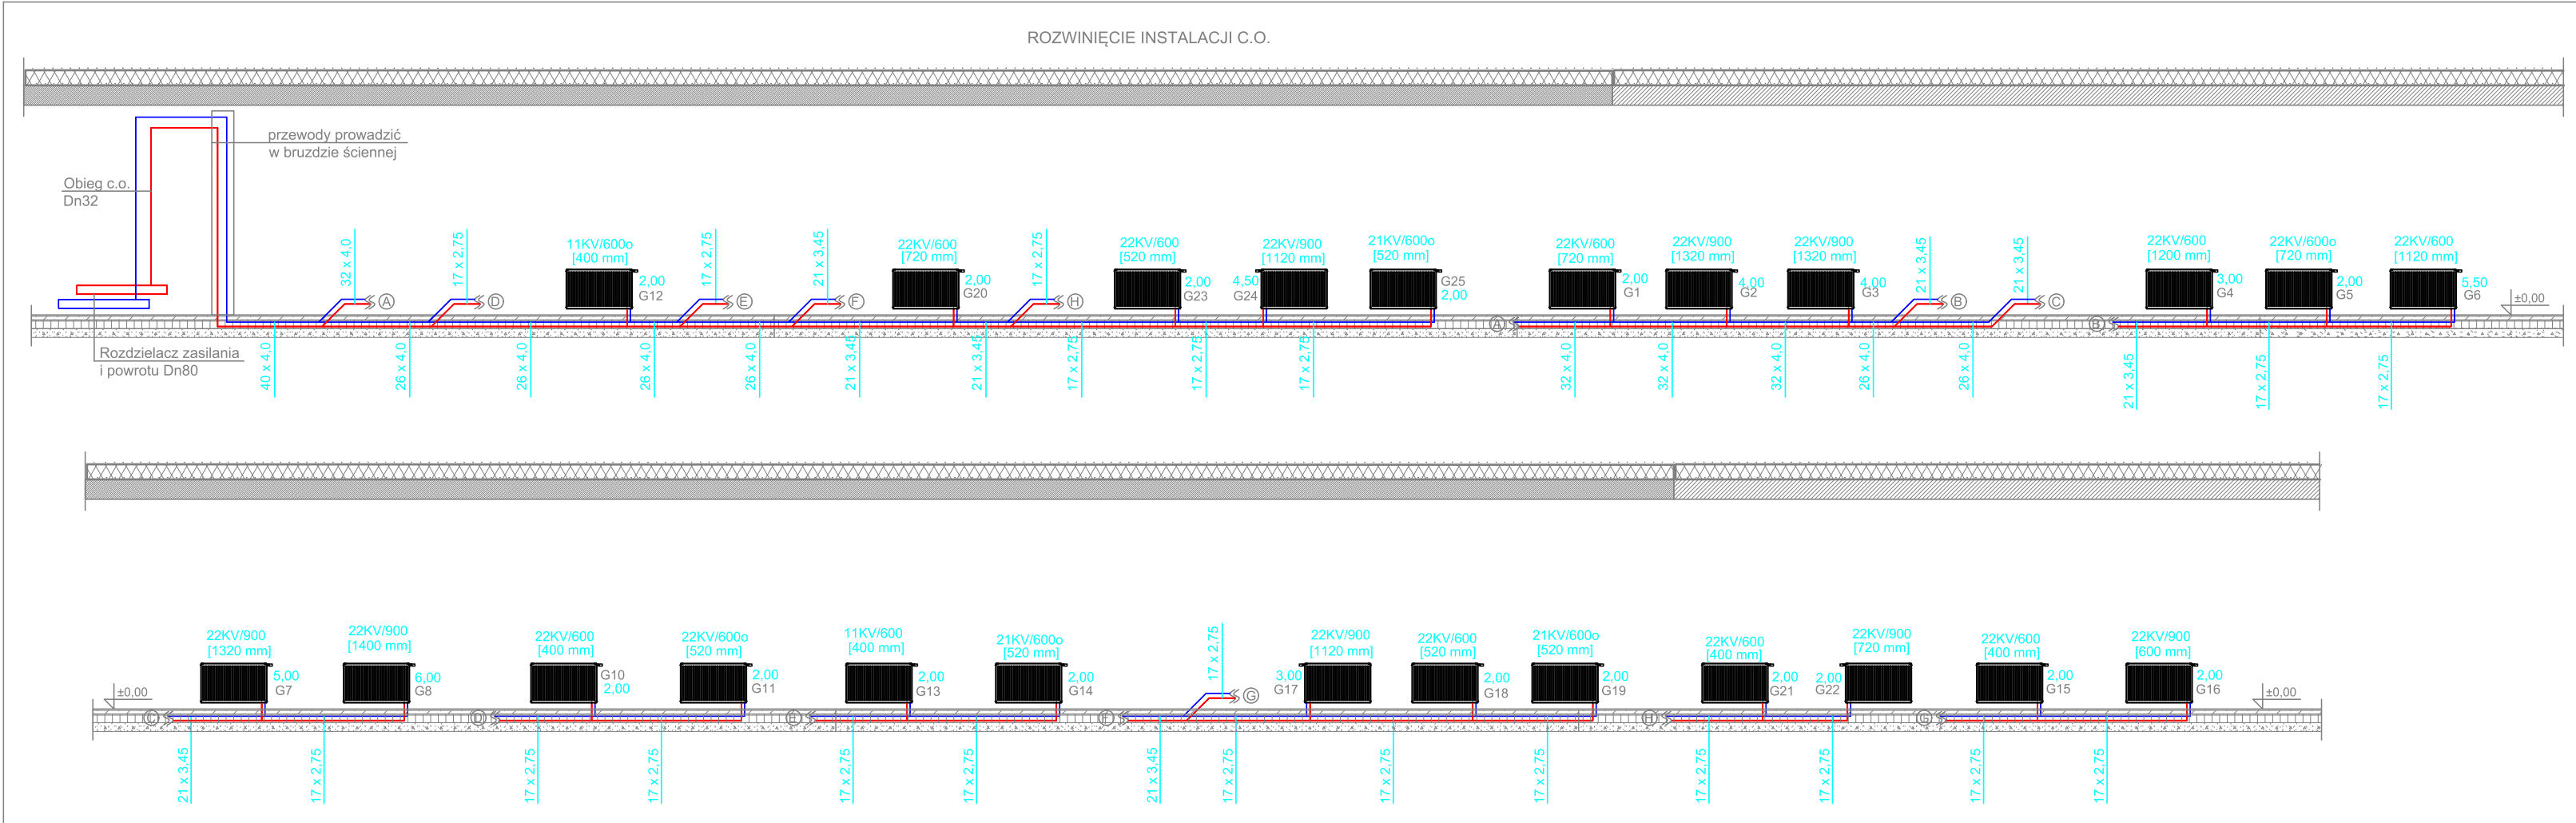 ROZWINIĘCIE INSTALACJI C.O.
przewody prowadzić
w bruzdzie ściennej
Obieg c.o.
Dn32
Rozdzielacz zasilania
i powrotu Dn80
40 x 4,0
32 x 4,0
A
26 x 4,0
17 x 2,75
D
26 x 4,0
11KV/600o
[400 mm]
2,00
G12
26 x 4,0
17 x 2,75
E
26 x 4,0
21 x 3,45
F
21 x 3,45
22KV/600
[720 mm]
2,00
G20
21 x 3,45
17 x 2,75
H
17 x 2,75
22KV/600
[520 mm]
2,00
G23
17 x 2,75
22KV/900
[1120 mm]
4,50
G24
17 x 2,75
21KV/600o
[520 mm]
G25
2,00
A
32 x 4,0
22KV/600
[720 mm]
2,00
G1
32 x 4,0
22KV/900
[1320 mm]
4,00
G2
32 x 4,0
22KV/900
[1320 mm]
4,00
G3
26 x 4,0
21 x 3,45
B
26 x 4,0
21 x 3,45
C
B
21 x 3,45
22KV/600
[1200 mm]
3,00
G4
17 x 2,75
22KV/600o
[720 mm]
2,00
G5
17 x 2,75
22KV/600
[1120 mm]
5,50
G6
±0,00
±0,00
C
21 x 3,45
22KV/900
[1320 mm]
5,00
G7
17 x 2,75
22KV/900
[1400 mm]
6,00
G8
D
17 x 2,75
22KV/600
[400 mm]
G10
2,00
17 x 2,75
22KV/600o
[520 mm]
2,00
G11
E
17 x 2,75
11KV/600
[400 mm]
2,00
G13
17 x 2,75
21KV/600o
[520 mm]
2,00
G14
F
21 x 3,45
17 x 2,75
G
17 x 2,75
22KV/900
[1120 mm]
3,00
G17
17 x 2,75
22KV/600
[520 mm]
2,00
G18
17 x 2,75
21KV/600o
[520 mm]
2,00
G19
H
17 x 2,75
22KV/600
[400 mm]
2,00
G21
17 x 2,75
22KV/900
[720 mm]
2,00
G22
G
17 x 2,75
22KV/600
[400 mm]
2,00
G15
17 x 2,75
22KV/900
[600 mm]
2,00
G16
±0,00